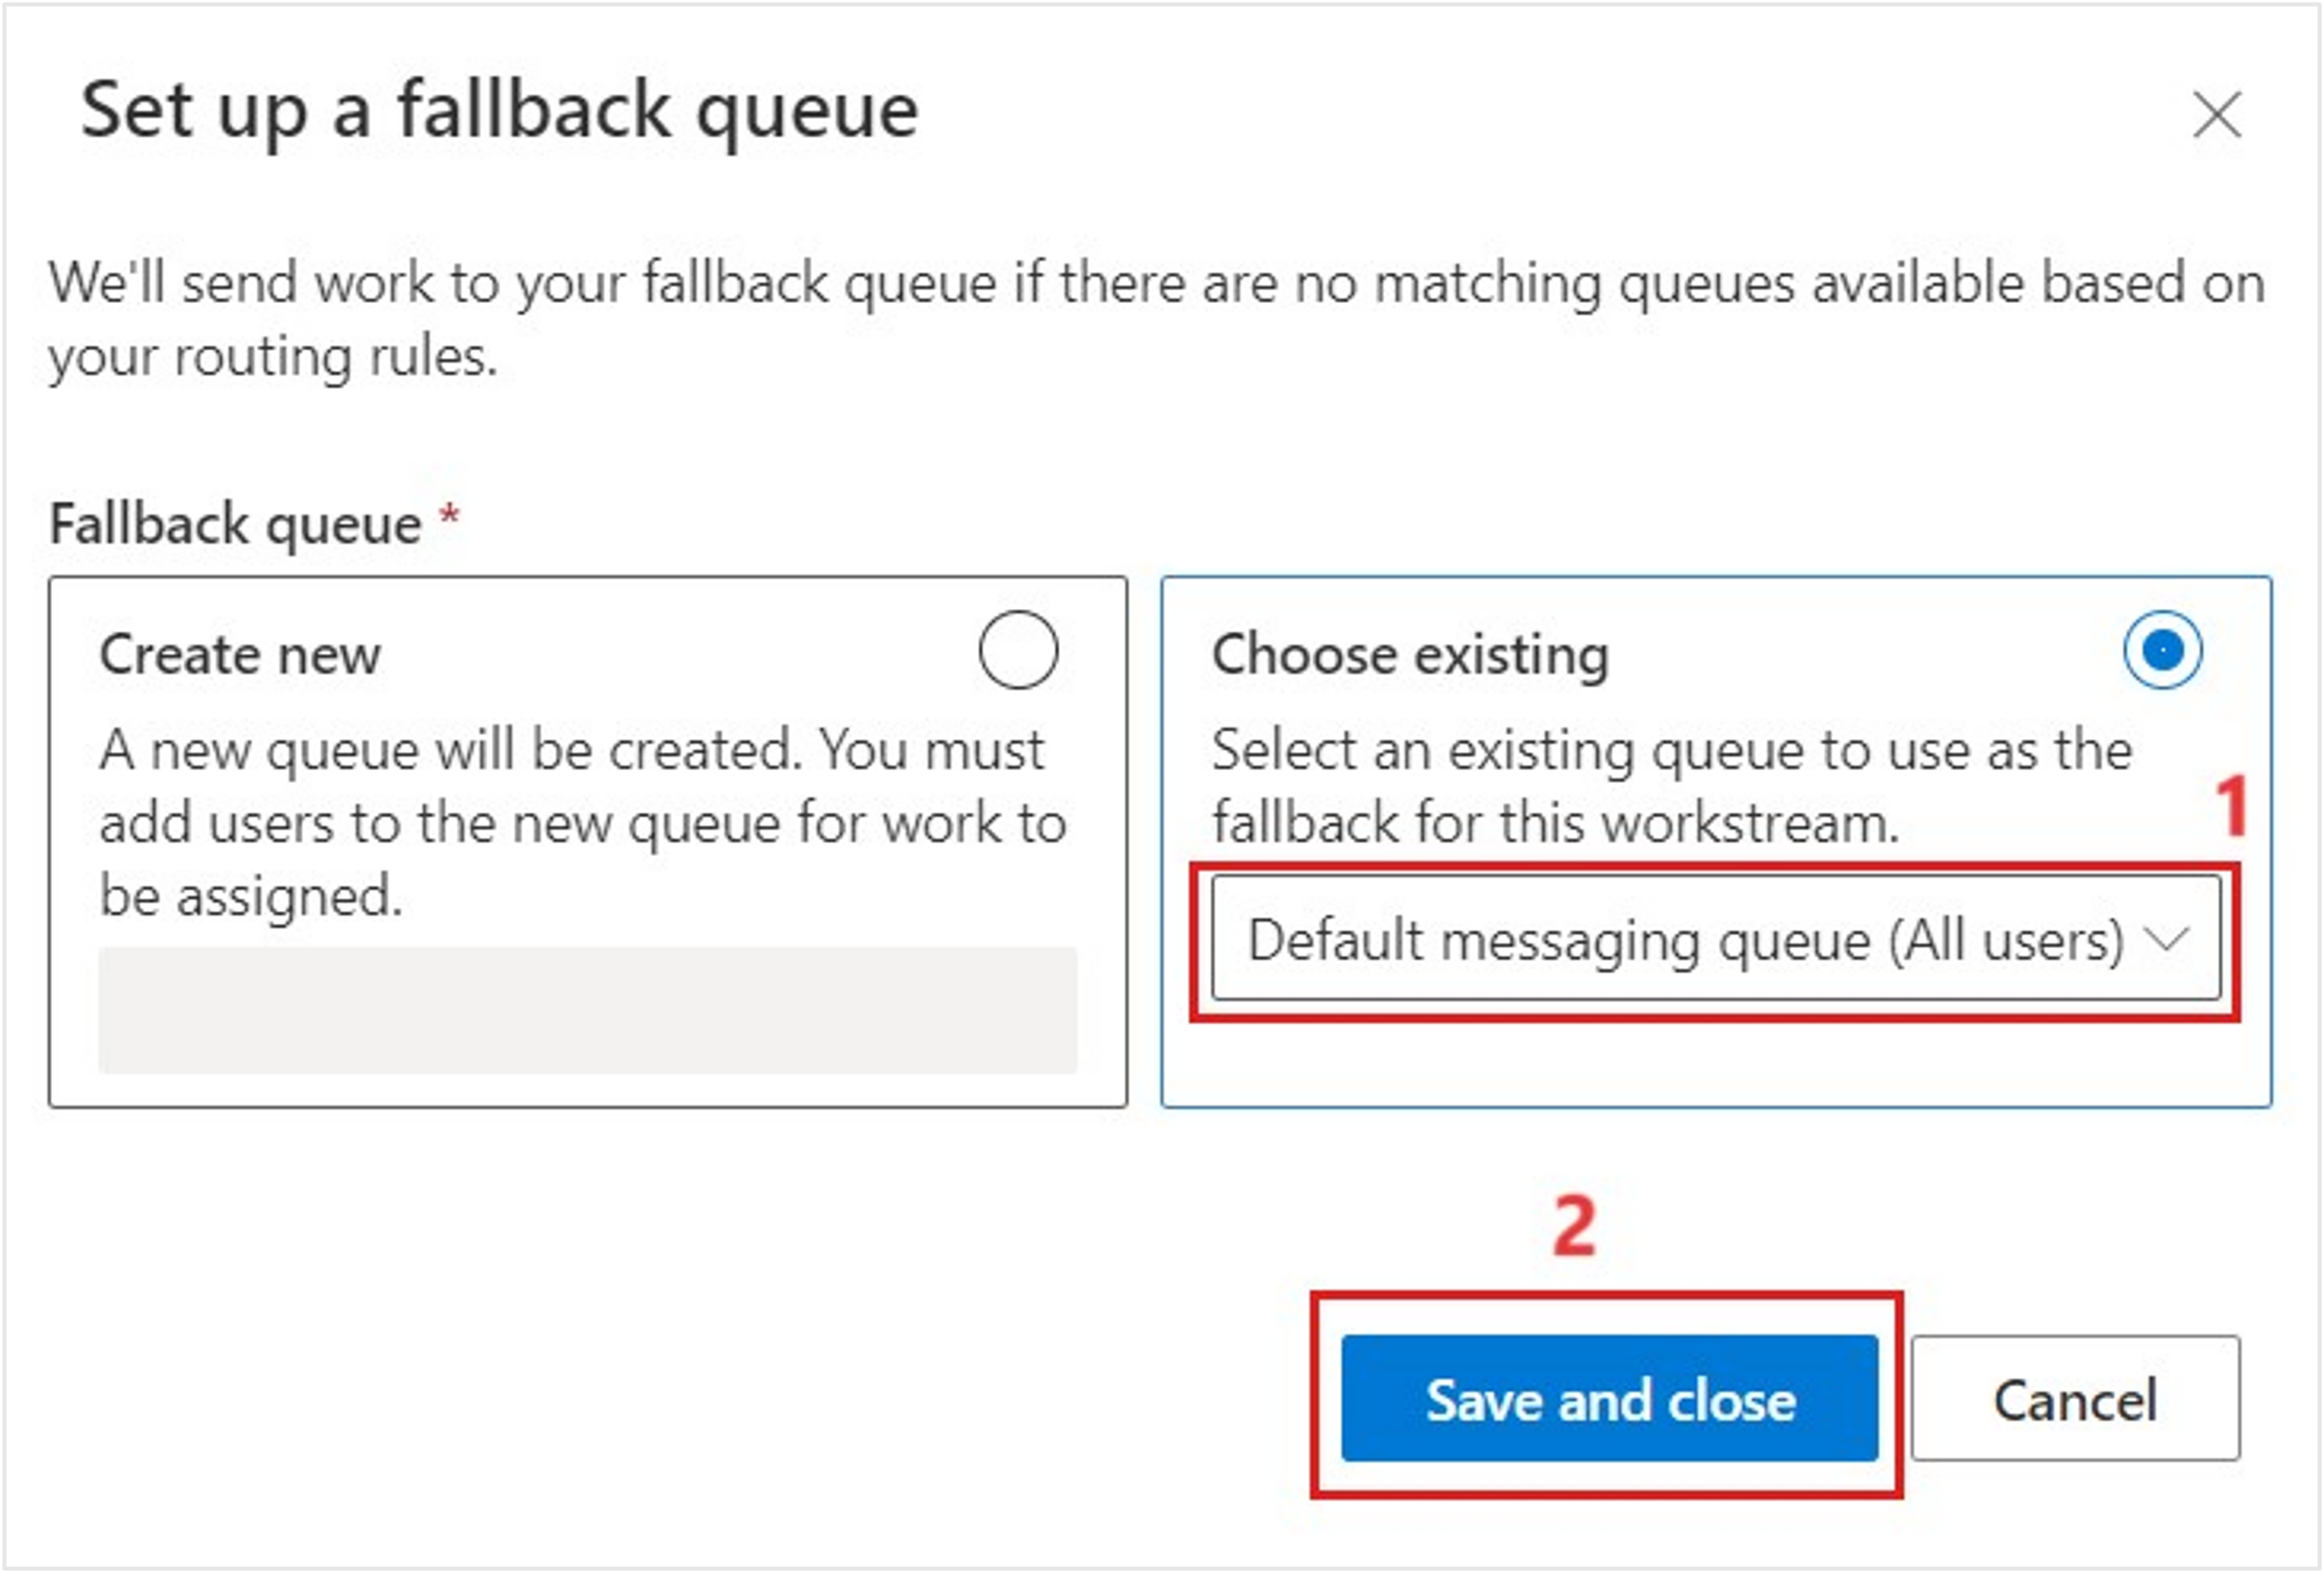 Set up a fallback queue
We'll send work to your fallback queue if there are no matching queues available based on
your routing rules.
Fallback queue *
Create new
A new queue will be created. You must
add users to the new queue for work to
be assigned.
Choose existing
Select an existing queue to use as the
fallback for this workstream.
1
Default messaging queue (All users)
2
Save and close
Cancel